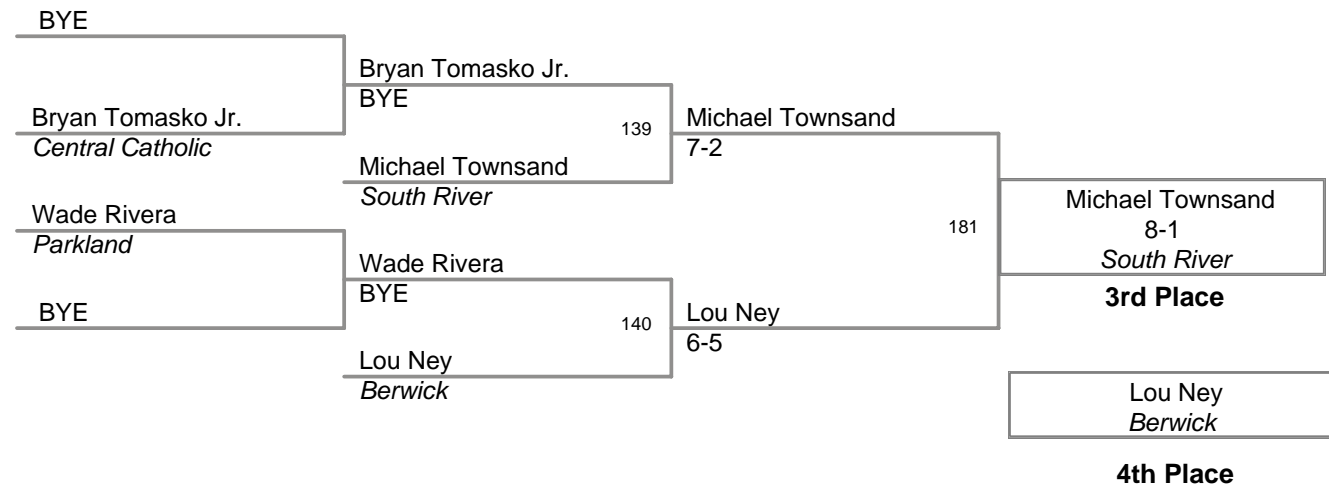 BYE
Bryan Tomasko Jr.
Central Catholic
Wade Rivera
Parkland
BYE
Bryan Tomasko Jr.
BYE
139
Michael Townsand
South River
Wade Rivera
BYE
140
Lou Ney
Berwick
Michael Townsand
7-2
181
Lou Ney
6-5
Michael Townsand
8-1
South River
3rd Place
Lou Ney
Berwick
4th Place